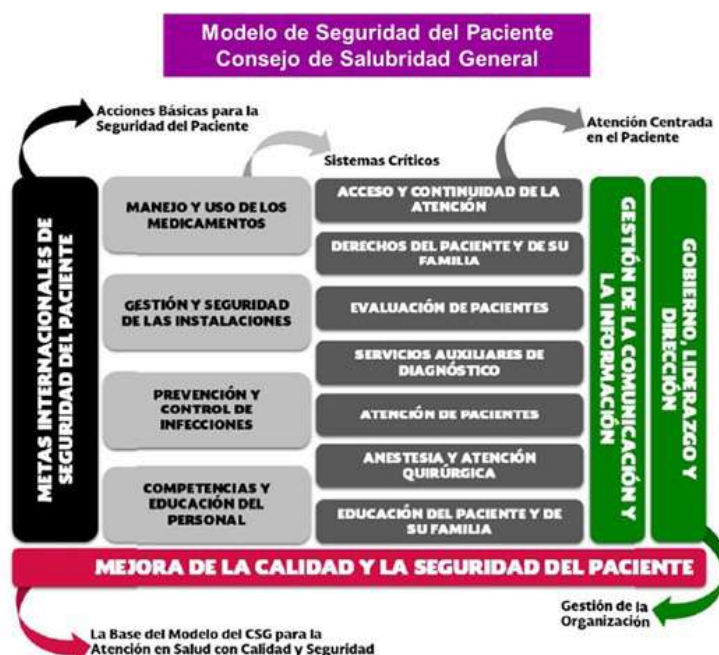 Modelo de Seguridad del Paciente
Consejo de Salubridad General
Acciones Básicas para la
Seguridad del Paciente
Sistemas Críticos
Atención Centrada
en el Paciente
METAS INTERNACIONALES DE
SEGURIDAD DEL PACIENTE
MANEJO Y USO DE LOS
MEDICAMENTOS
GESTIÓN Y SEGURIDAD
DE LAS INSTALACIONES
PREVENCIÓN Y
CONTROL DE
INFECCIONES
COMPETENCIAS Y
EDUCACIÓN DEL
PERSONAL
ACCESO Y CONTINUIDAD DE LA
ATENCIÓN
DERECHOS DEL PACIENTE Y DE SU
FAMILIA
EVALUACIÓN DE PACIENTES
SERVICIOS AUXILIARES DE
DIAGNÓSTICO
ATENCIÓN DE PACIENTES
ANESTESIA Y ATENCIÓN
QUIRÚRGICA
EDUCACIÓN DEL PACIENTE Y DE
SU FAMILIA
GESTIÓN DE LA COMUNICACIÓN Y
LA INFORMACIÓN
GOBIERNO, LIDERAZGO Y
DIRECCIÓN
MEJORA DE LA CALIDAD Y LA SEGURIDAD DEL PACIENTE
Gestión de la
Organización
La Base del Modelo del CSG para la
Atención en Salud con Calidad y Seguridad